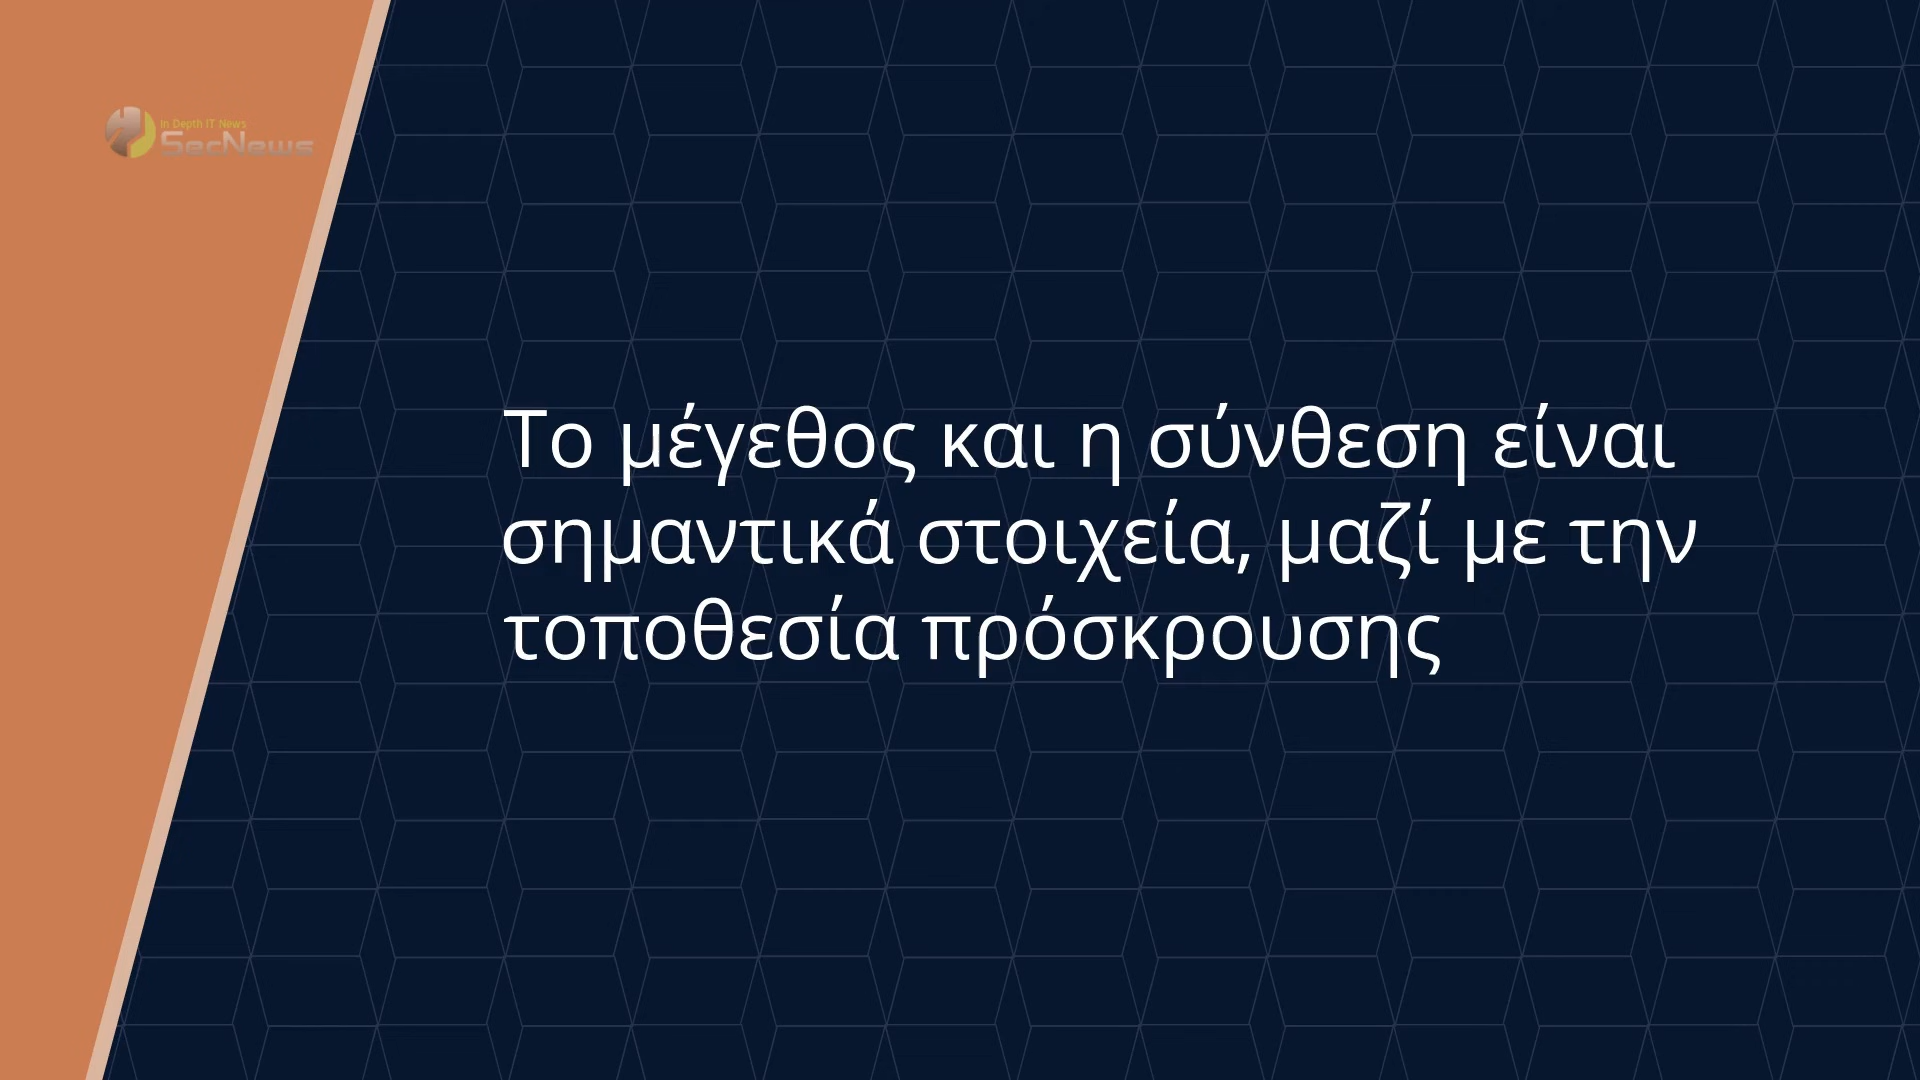 In Depth IT News
SecNews
Το μέγεθος και η σύνθεση είναι
σημαντικά στοιχεία, μαζί με την
τοποθεσία πρόσκρουσης